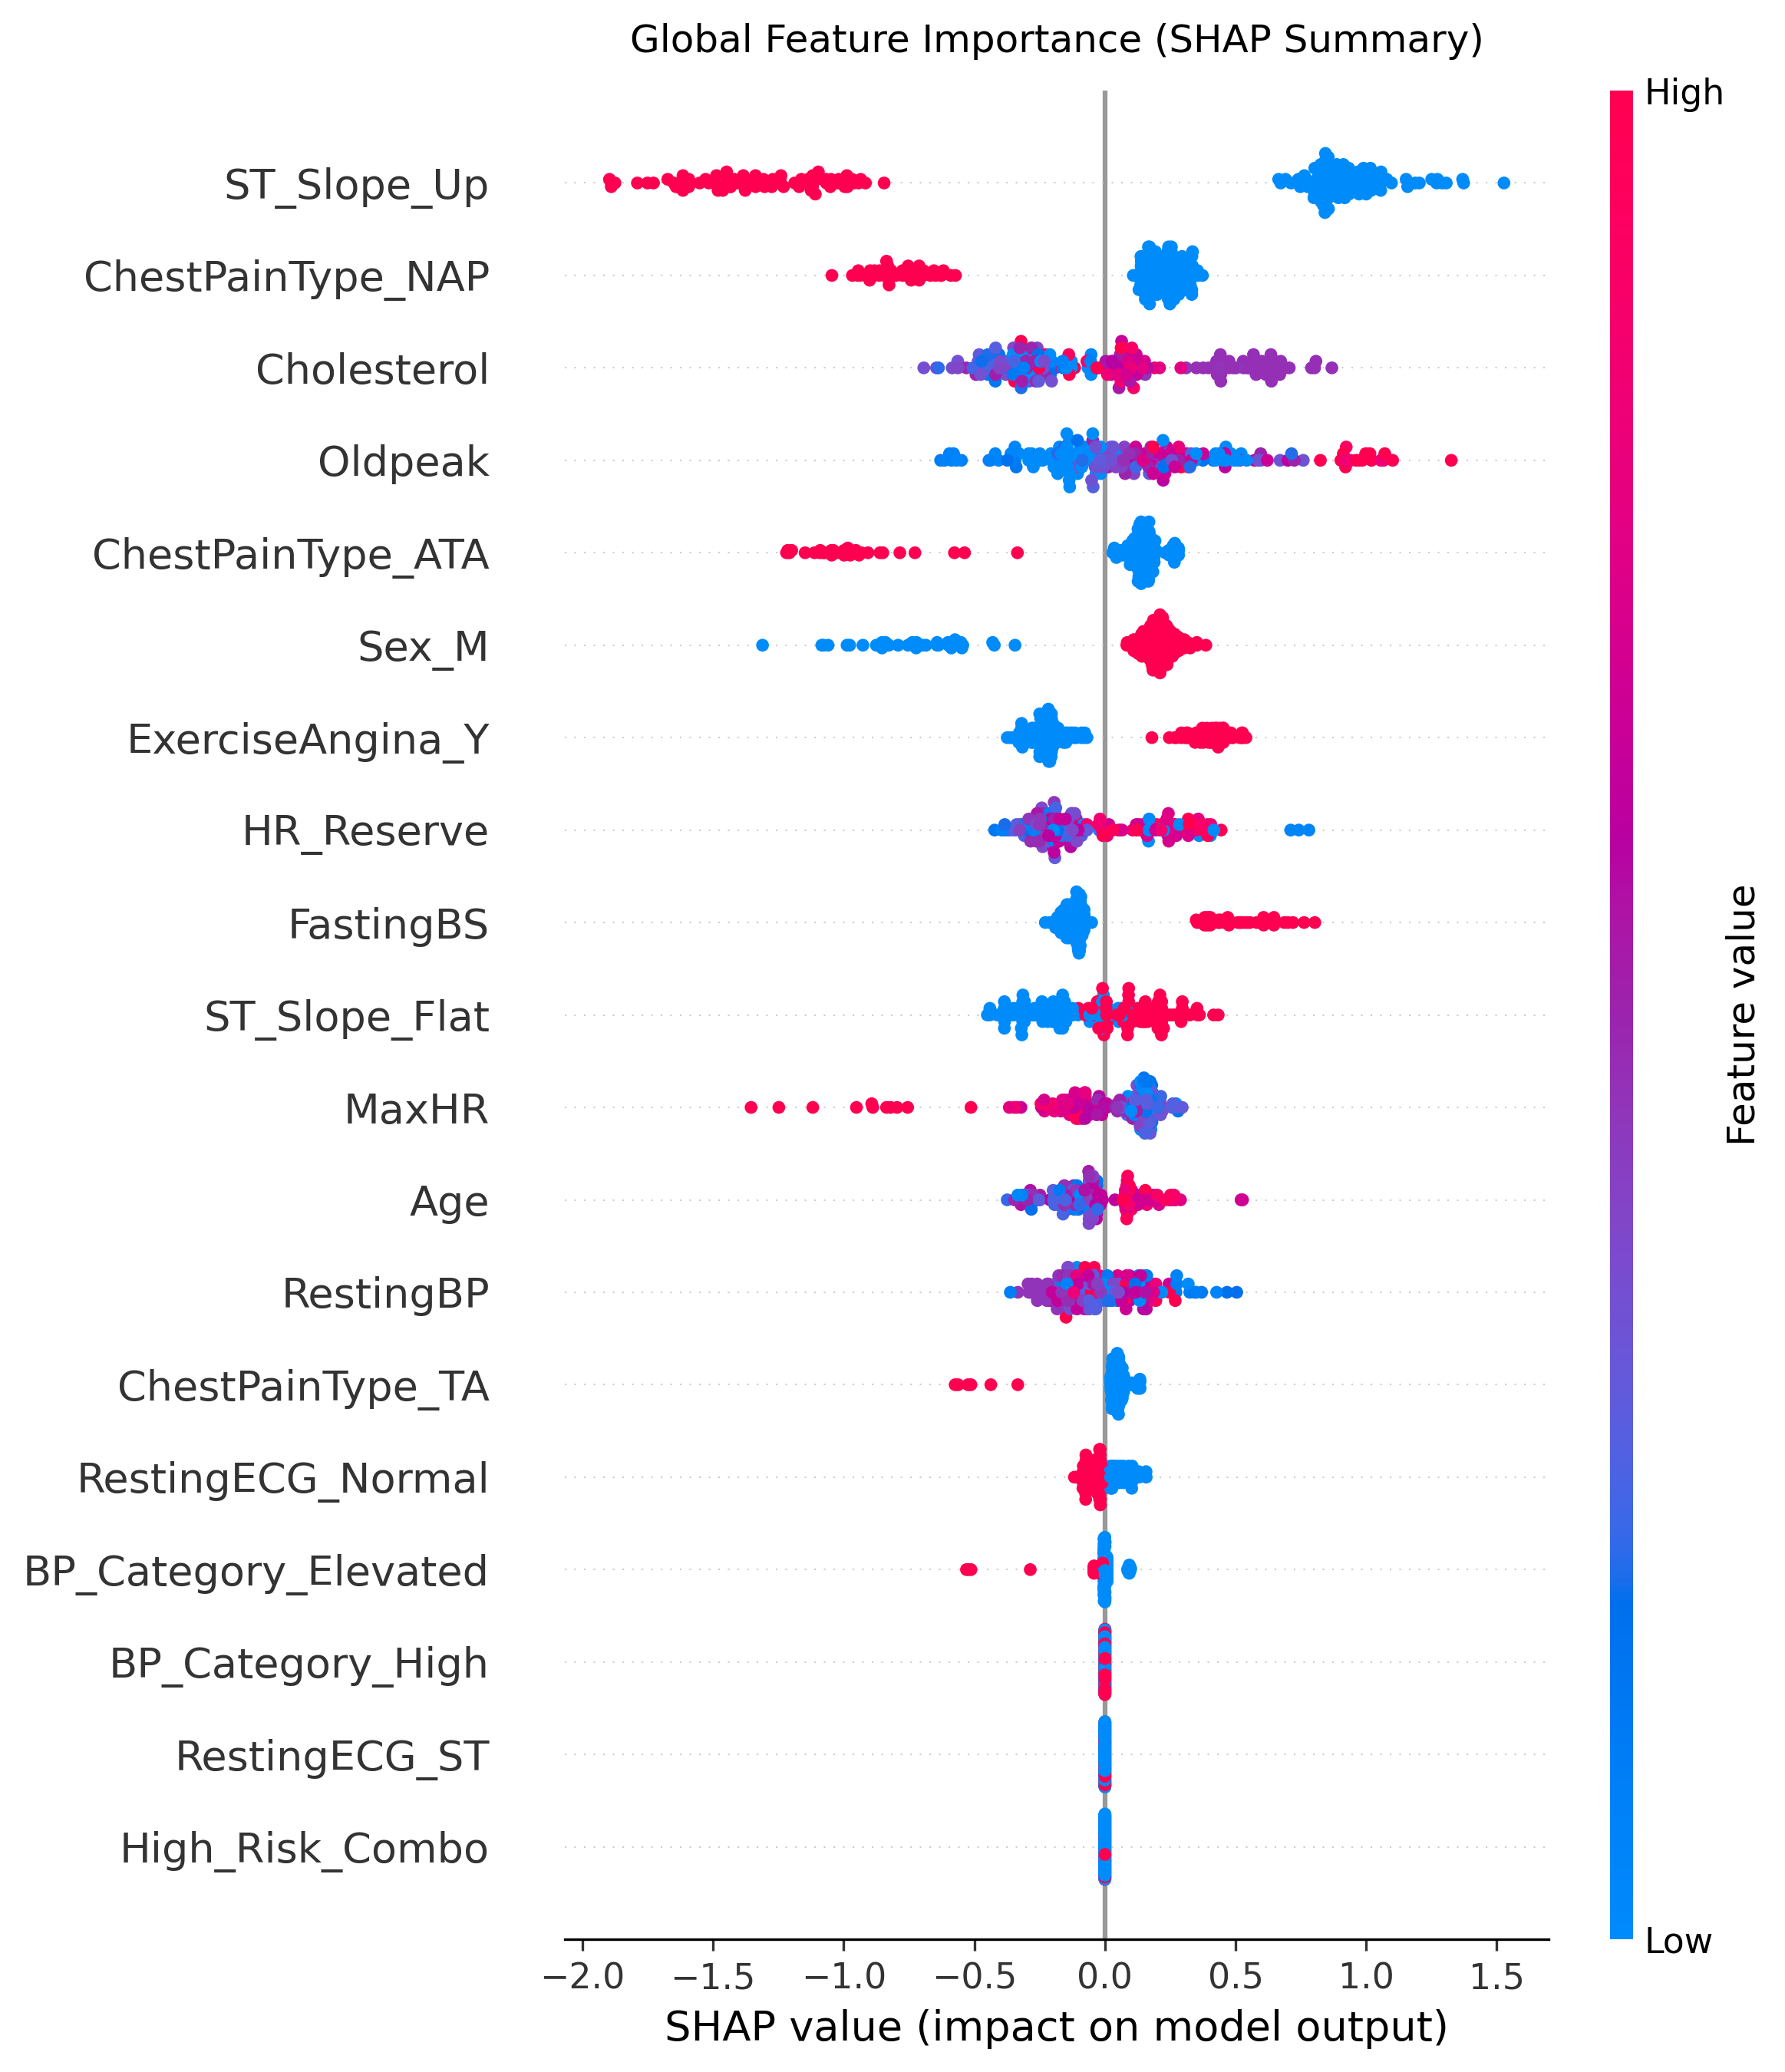 Global Feature Importance (SHAP Summary)
High
ST_Slope_Up
ChestPainType_NAP
Cholesterol
Oldpeak
ChestPainType_ATA
Sex_M
ExerciseAngina_Y
HR_Reserve
FastingBS
ST_Slope_Flat
MaxHR
Age
RestingBP
ChestPainType_TA
RestingECG_Normal
BP_Category_Elevated
BP_Category_High
RestingECG_ST
High_Risk_Combo
Feature value
Low
−2.0 −1.5 −1.0 −0.5 0.0 0.5 1.0 1.5
SHAP value (impact on model output)